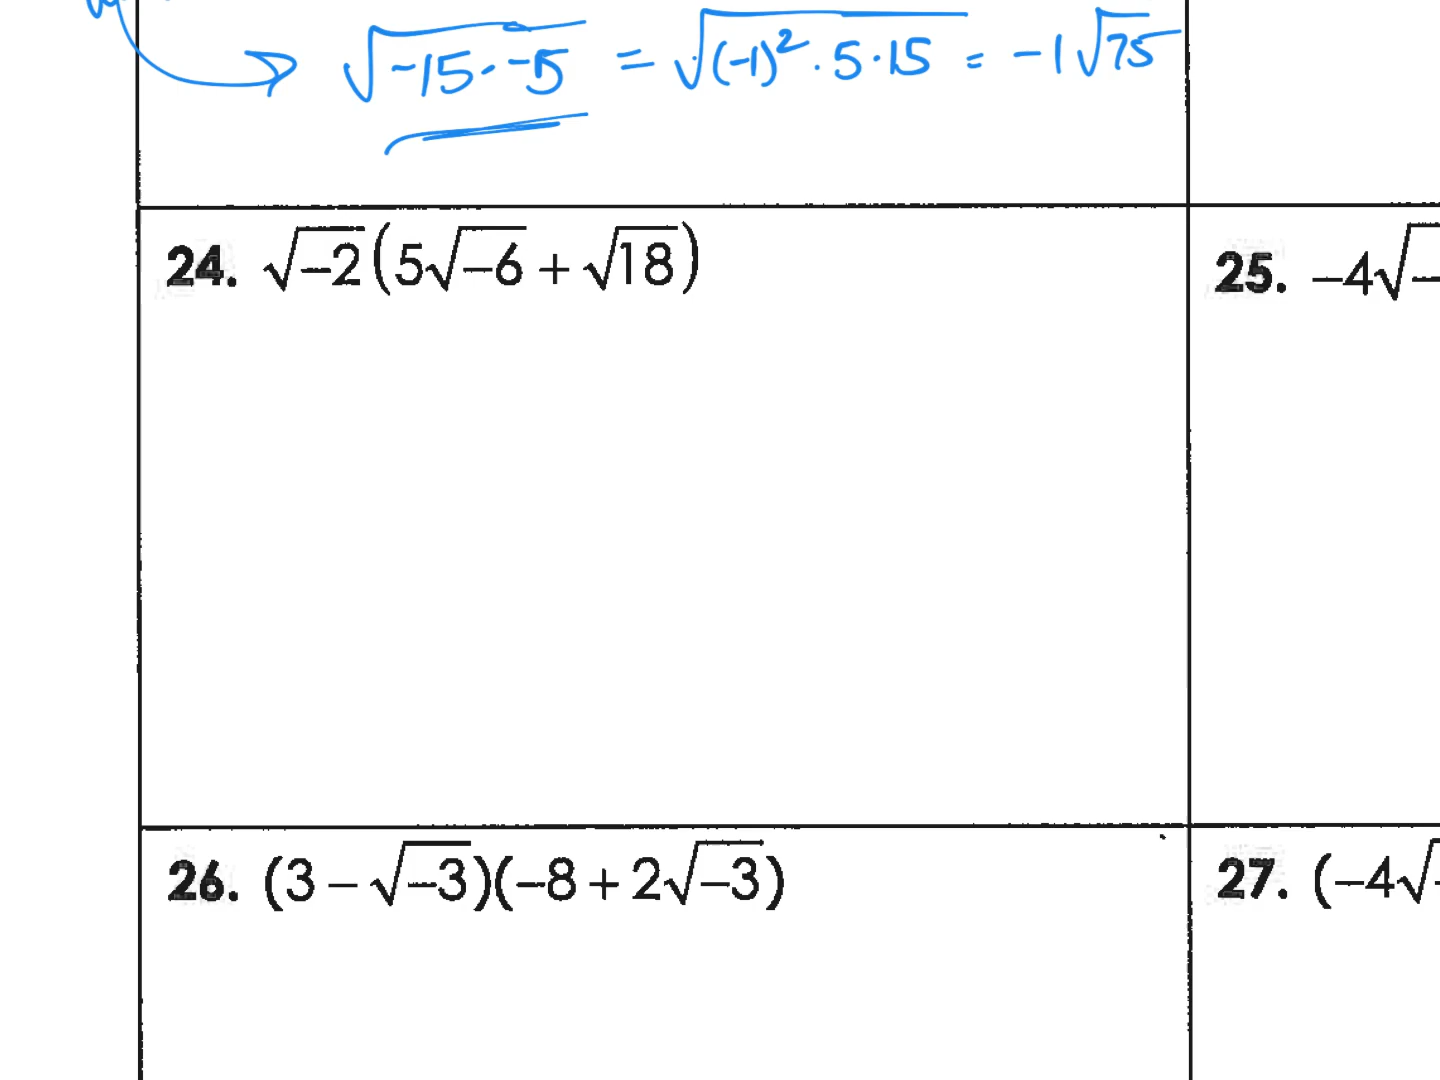 √-15·-5 = √(-1)²·5·15 = -1√75
24. √-2(5√-6 + √18)
25. -4√-
26. (3 - √-3)(-8 + 2√-3)
27. (-4√-